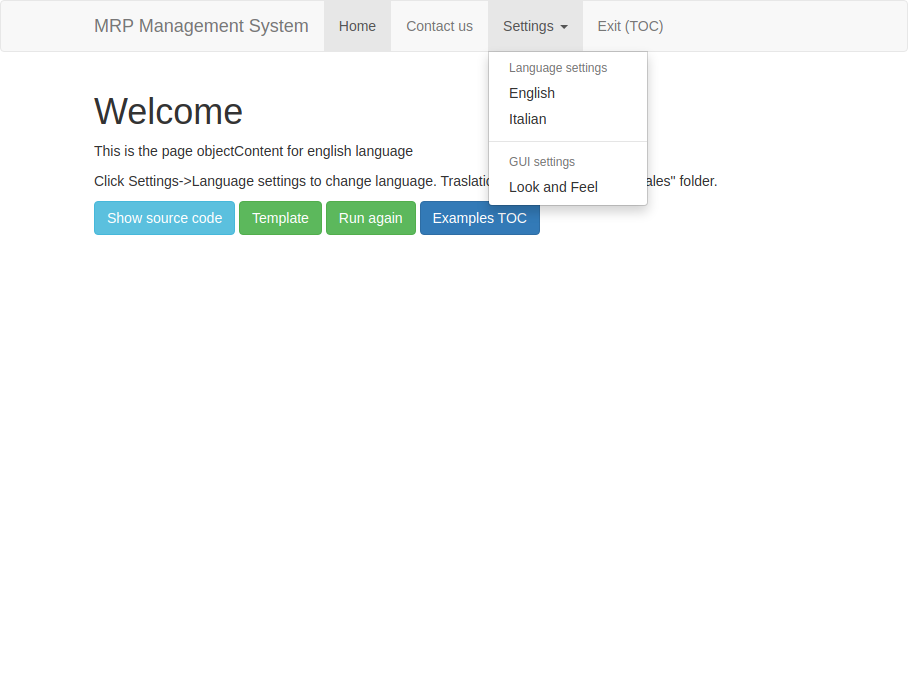 MRP Management System Home Contact us Settings Exit (TOC)
Language settings
English
Italian
GUI settings
Look and Feel
Welcome
This is the page objectContent for english language
Click Settings->Language settings to change language. ales" folder.
Show source code Template Run again Examples TOC